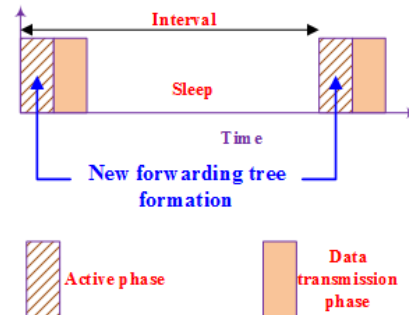 Interval
Sleep
Time
New forwarding tree
formation
Active phase
Data
transmission
phase